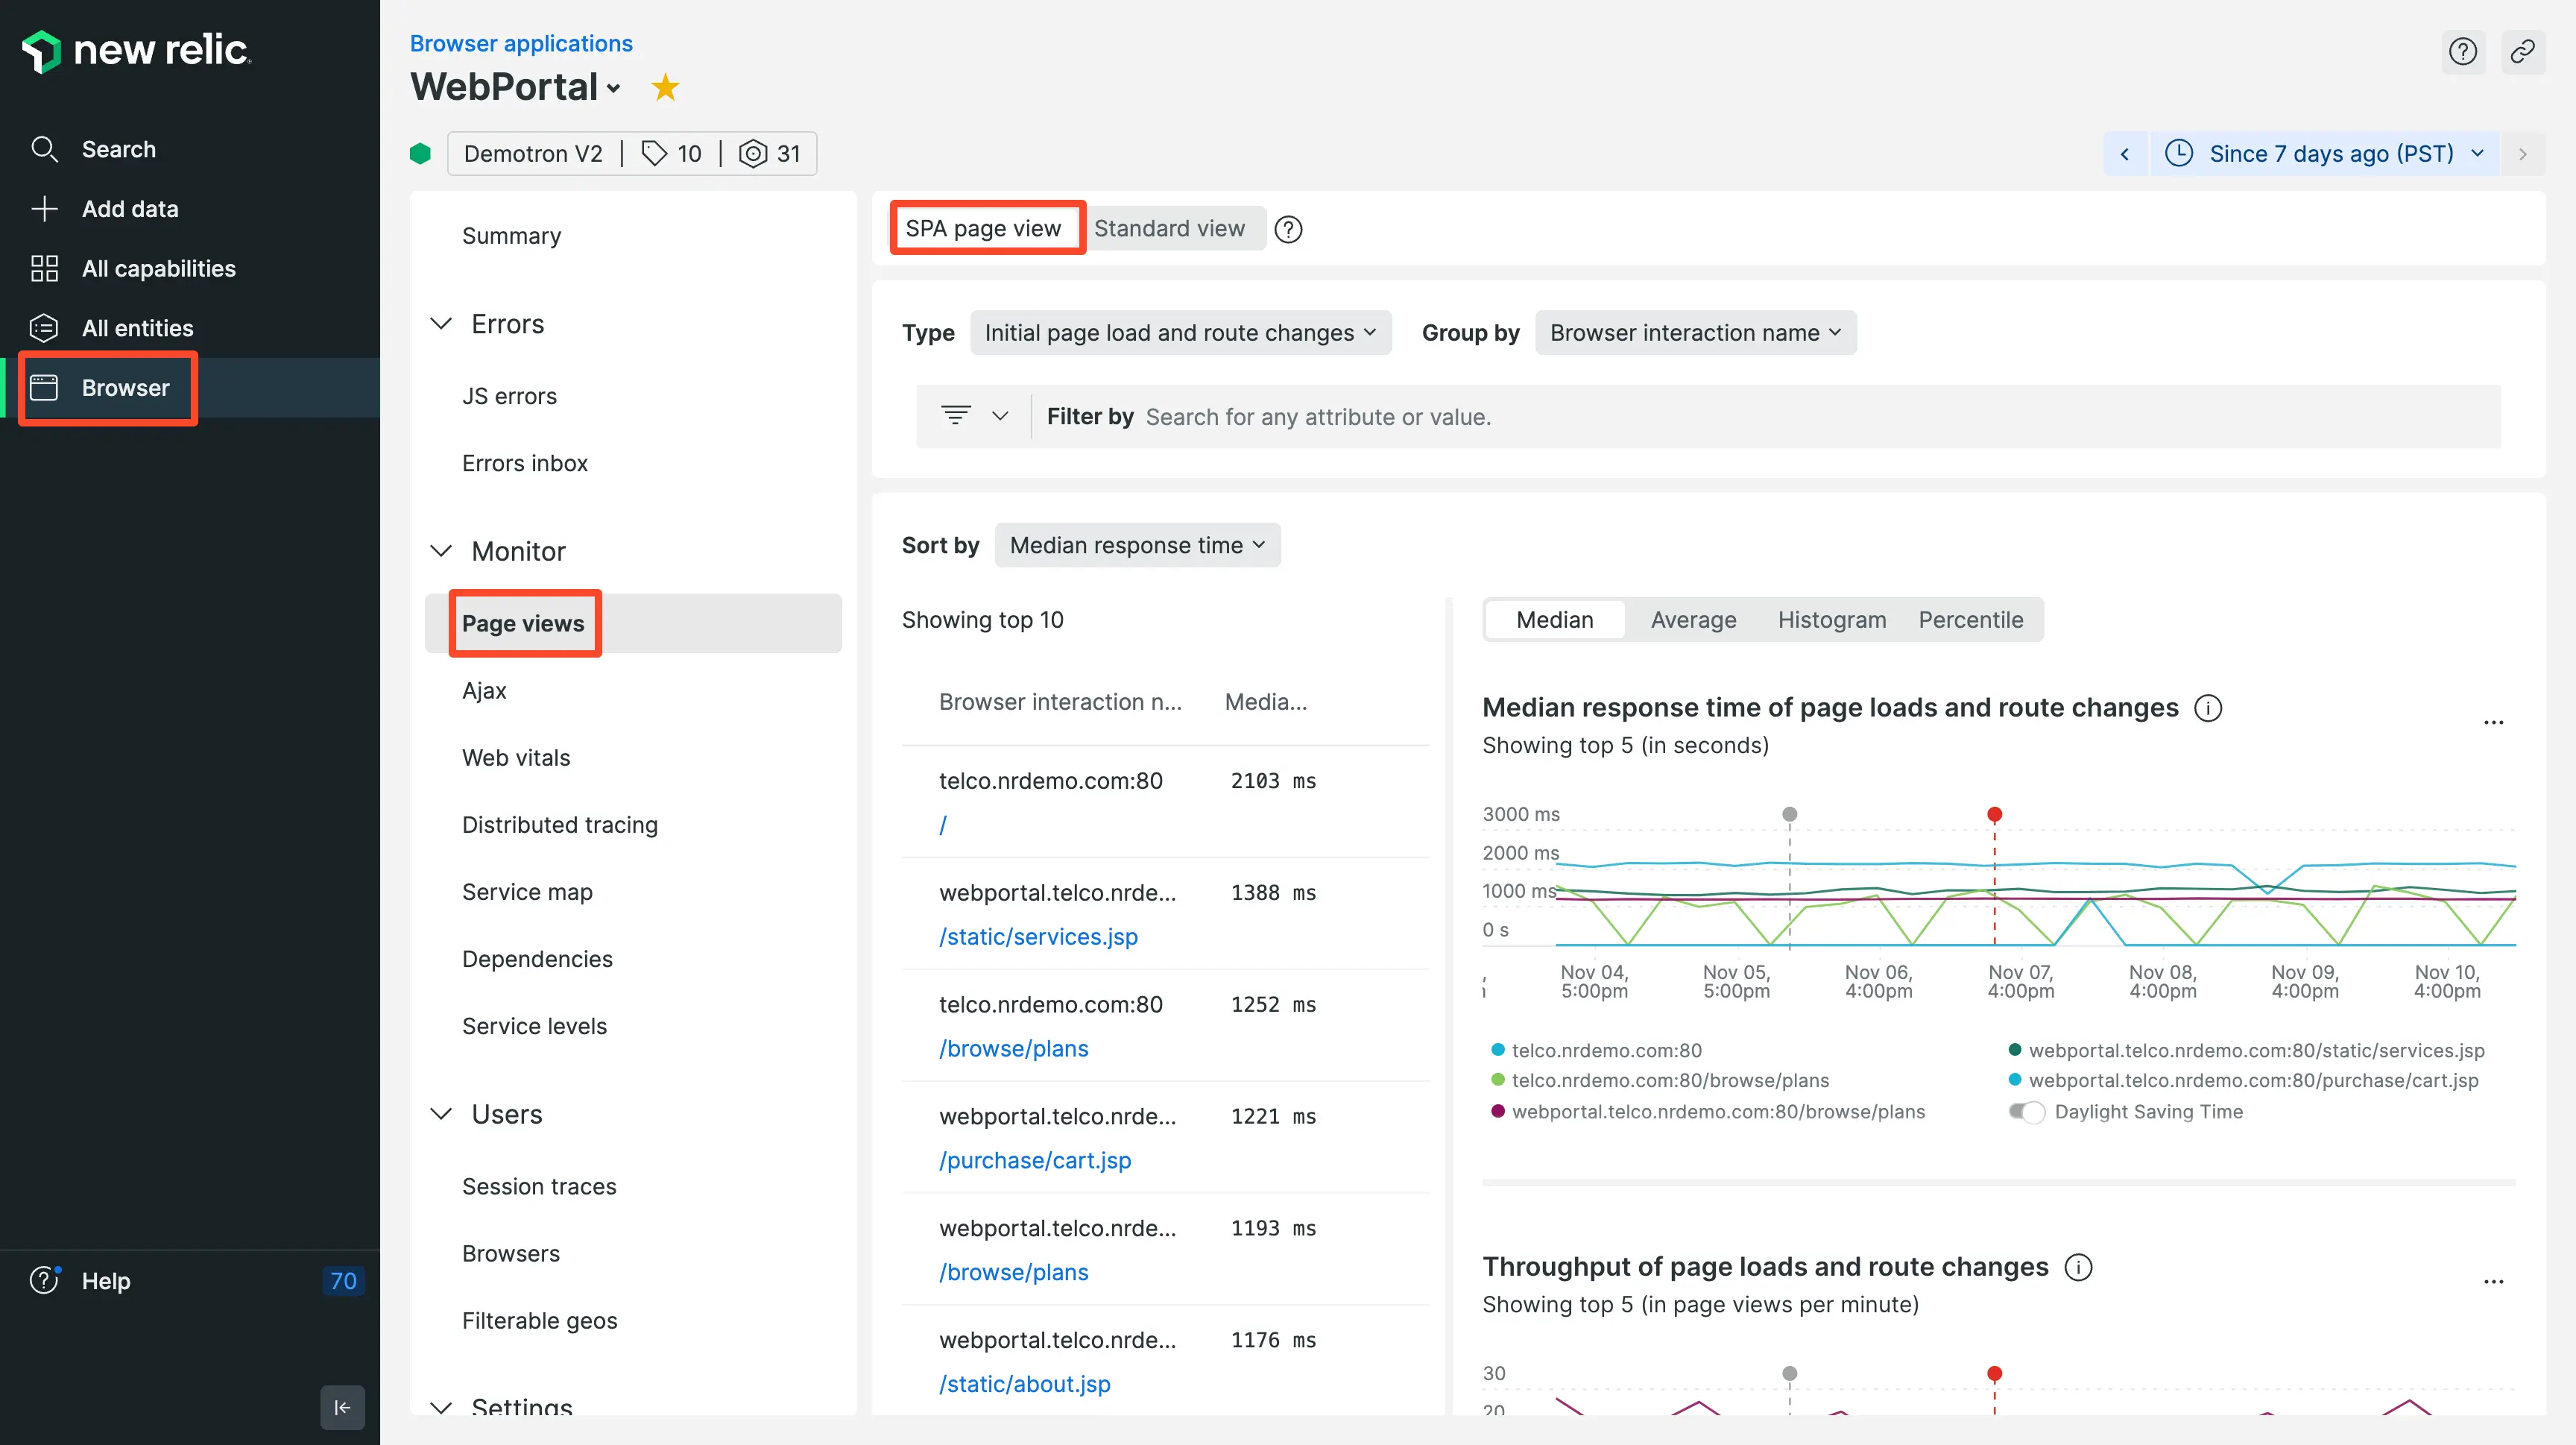 new relic
Search
Add data
All capabilities
All entities
Browser
Help
70
Browser applications
WebPortal
Demotron V2 | 10 | 31
Since 7 days ago (PST)
Summary
Errors
JS errors
Errors inbox
Monitor
Page views
Ajax
Web vitals
Distributed tracing
Service map
Dependencies
Service levels
Users
Session traces
Browsers
Filterable geos
Settings
SPA page view
Standard view
Type Initial page load and route changes Group by Browser interaction name
Filter by Search for any attribute or value.
Sort by Median response time
Showing top 10
Browser interaction n... Media...
telco.nrdemo.com:80 2103 ms
/
webportal.telco.nrde... 1388 ms
/static/services.jsp
telco.nrdemo.com:80 1252 ms
/browse/plans
webportal.telco.nrde... 1221 ms
/purchase/cart.jsp
webportal.telco.nrde... 1193 ms
/browse/plans
webportal.telco.nrde... 1176 ms
/static/about.jsp
Median Average Histogram Percentile
Median response time of page loads and route changes
Showing top 5 (in seconds)
3000 ms
2000 ms
1000 ms
0 s
Nov 04, Nov 05, Nov 06, Nov 07, Nov 08, Nov 09, Nov 10,
5:00pm 5:00pm 4:00pm 4:00pm 4:00pm 4:00pm 4:00pm
telco.nrdemo.com:80 webportal.telco.nrdemo.com:80/static/services.jsp
telco.nrdemo.com:80/browse/plans webportal.telco.nrdemo.com:80/purchase/cart.jsp
webportal.telco.nrdemo.com:80/browse/plans Daylight Saving Time
Throughput of page loads and route changes
Showing top 5 (in page views per minute)
30
20